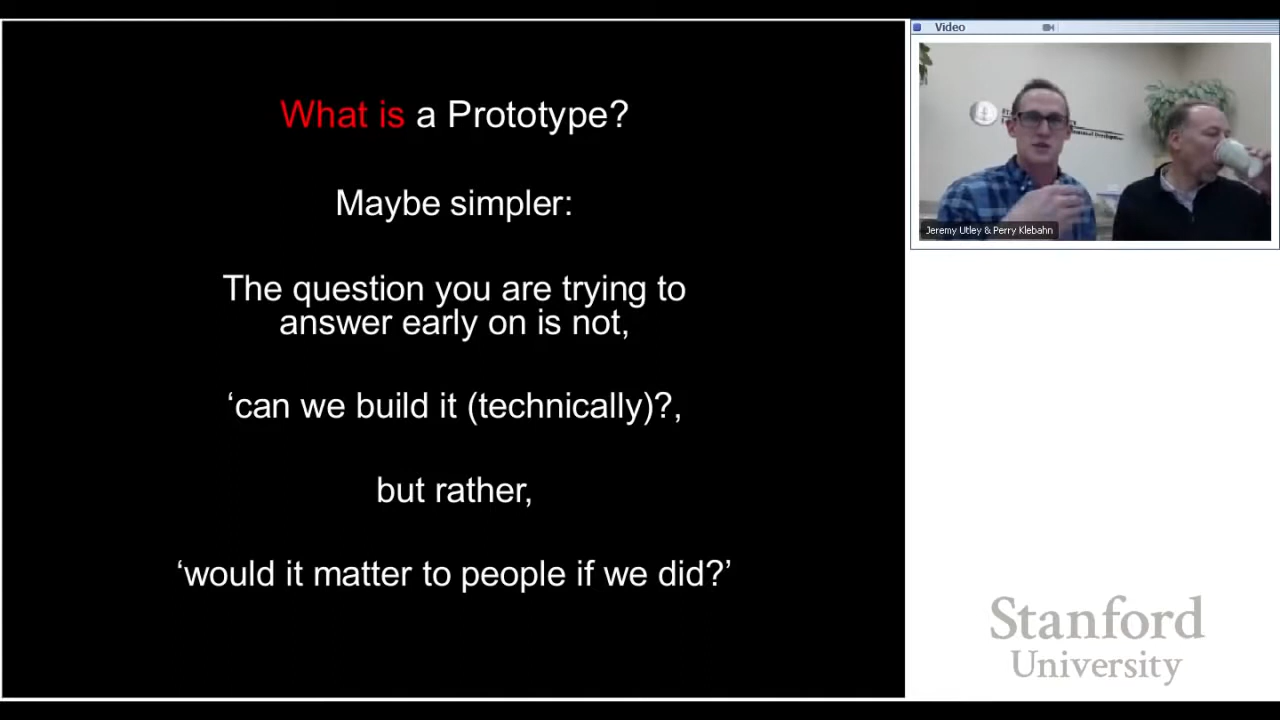 What is a Prototype?
Maybe simpler:
The question you are trying to
answer early on is not,
‘can we build it (technically)?,
but rather,
‘would it matter to people if we did?’
Video
Jeremy Utley & Perry Klebahn
Stanford
University